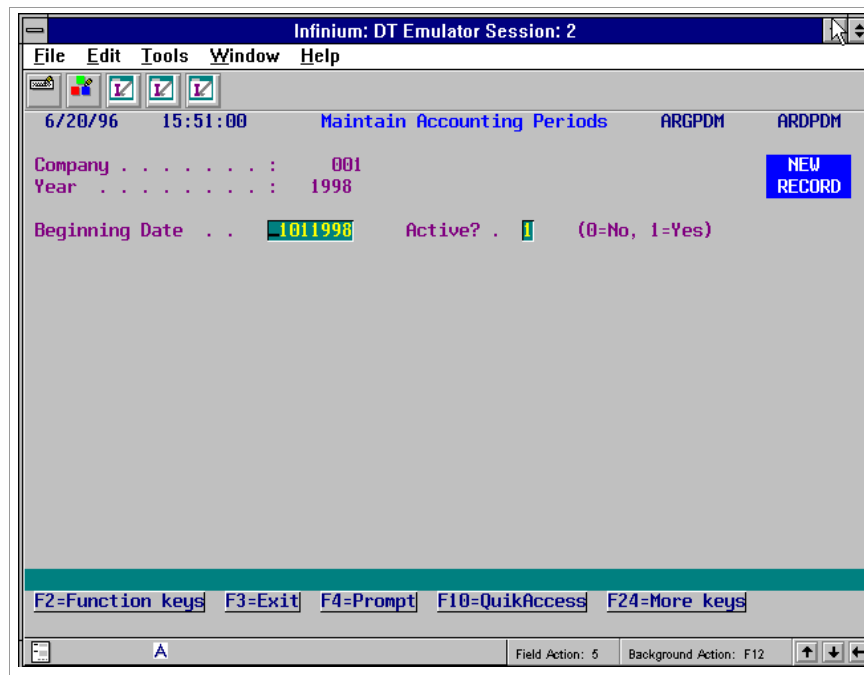 Infinium: DT Emulator Session: 2
File Edit Tools Window Help
6/20/96 15:51:00 Maintain Accounting Periods ARGPDM ARDPDM
Company . . . . . . . : 001 NEW
Year . . . . . . . . : 1998 RECORD
Beginning Date . . _1011998 Active? . 1 (0=No, 1=Yes)
F2=Function keys F3=Exit F4=Prompt F10=QuikAccess F24=More keys
A Field Action: 5 Background Action: F12